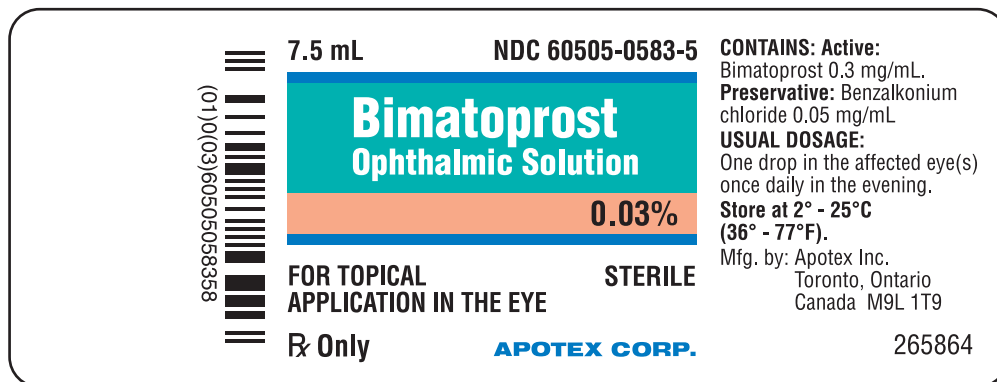 (01)0(03)60505058358
7.5 mL NDC 60505-0583-5
Bimatoprost
Ophthalmic Solution
0.03%
FOR TOPICAL STERILE
APPLICATION IN THE EYE
℞ Only APOTEX CORP.
CONTAINS: Active:
Bimatoprost 0.3 mg/mL.
Preservative: Benzalkonium
chloride 0.05 mg/mL
USUAL DOSAGE:
One drop in the affected eye(s)
once daily in the evening.
Store at 2° - 25°C
(36° - 77°F).
Mfg. by: Apotex Inc.
Toronto, Ontario
Canada M9L 1T9
265864